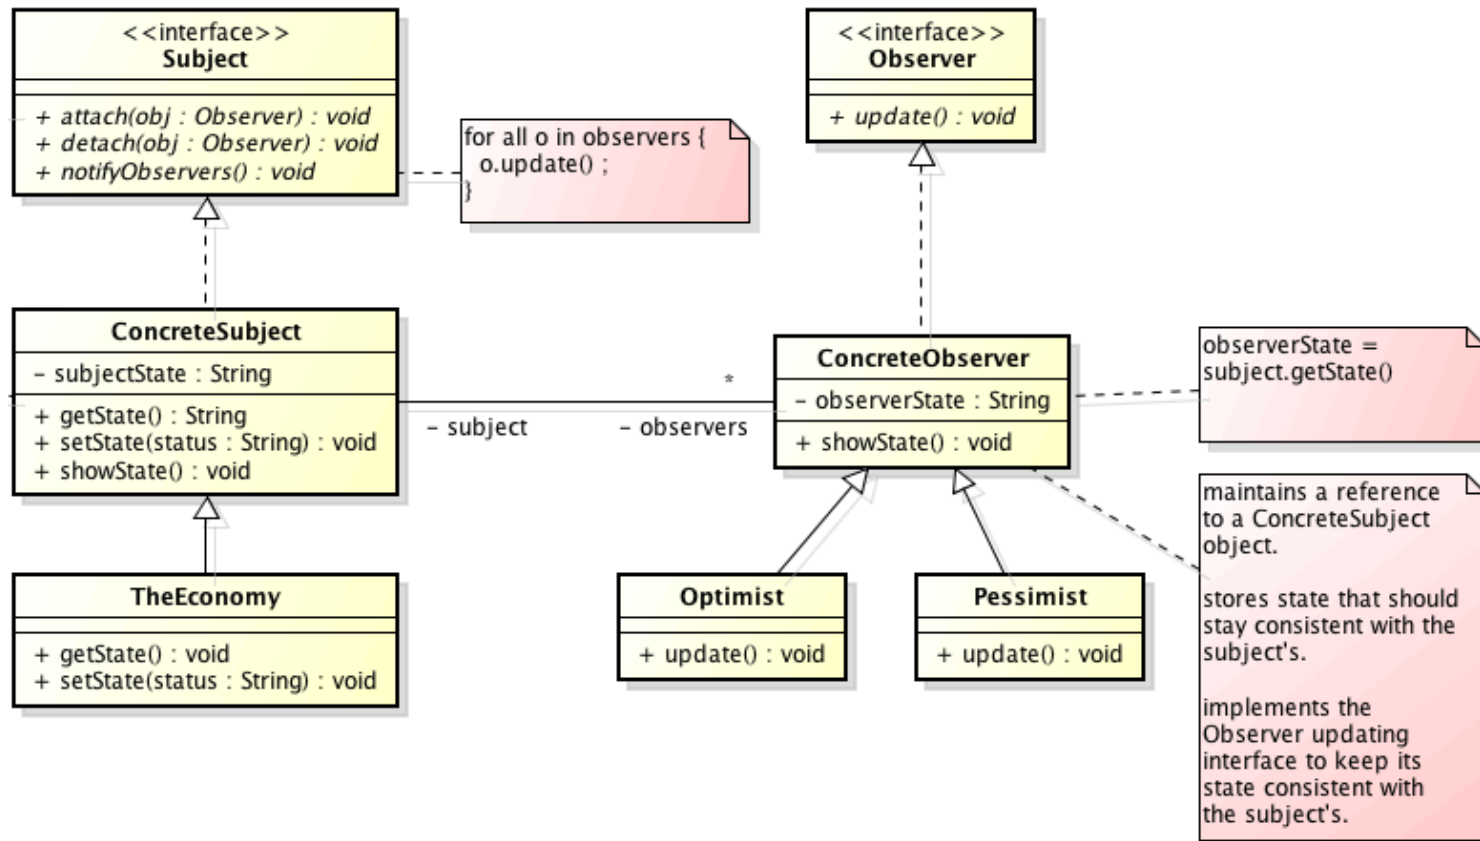 <<interface>>
Subject
+ attach(obj : Observer) : void
+ detach(obj : Observer) : void
+ notifyObservers() : void
for all o in observers {
o.update() ;
}
<<interface>>
Observer
+ update() : void
ConcreteSubject
- subjectState : String
+ getState() : String
+ setState(status : String) : void
+ showState() : void
- subject
- observers
*
ConcreteObserver
- observerState : String
+ showState() : void
observerState =
subject.getState()
TheEconomy
+ getState() : void
+ setState(status : String) : void
Optimist
+ update() : void
Pessimist
+ update() : void
maintains a reference
to a ConcreteSubject
object.
stores state that should
stay consistent with the
subject's.
implements the
Observer updating
interface to keep its
state consistent with
the subject's.